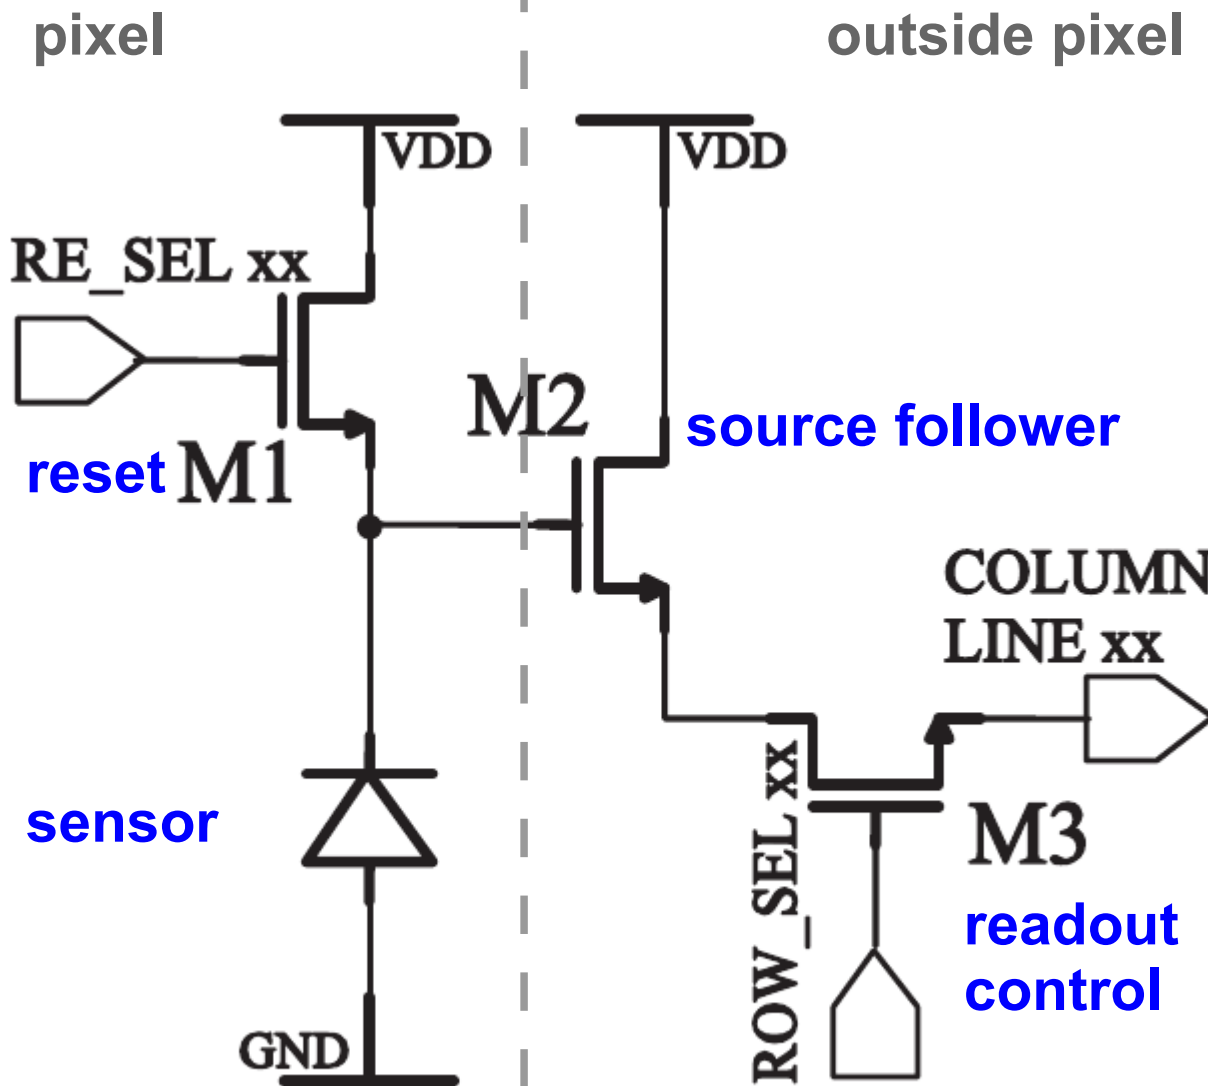 pixel
outside pixel
VDD
VDD
RE_SEL xx
M2
source follower
reset M1
COLUMN
LINE xx
sensor
ROW_SEL xx
M3
readout
control
GND